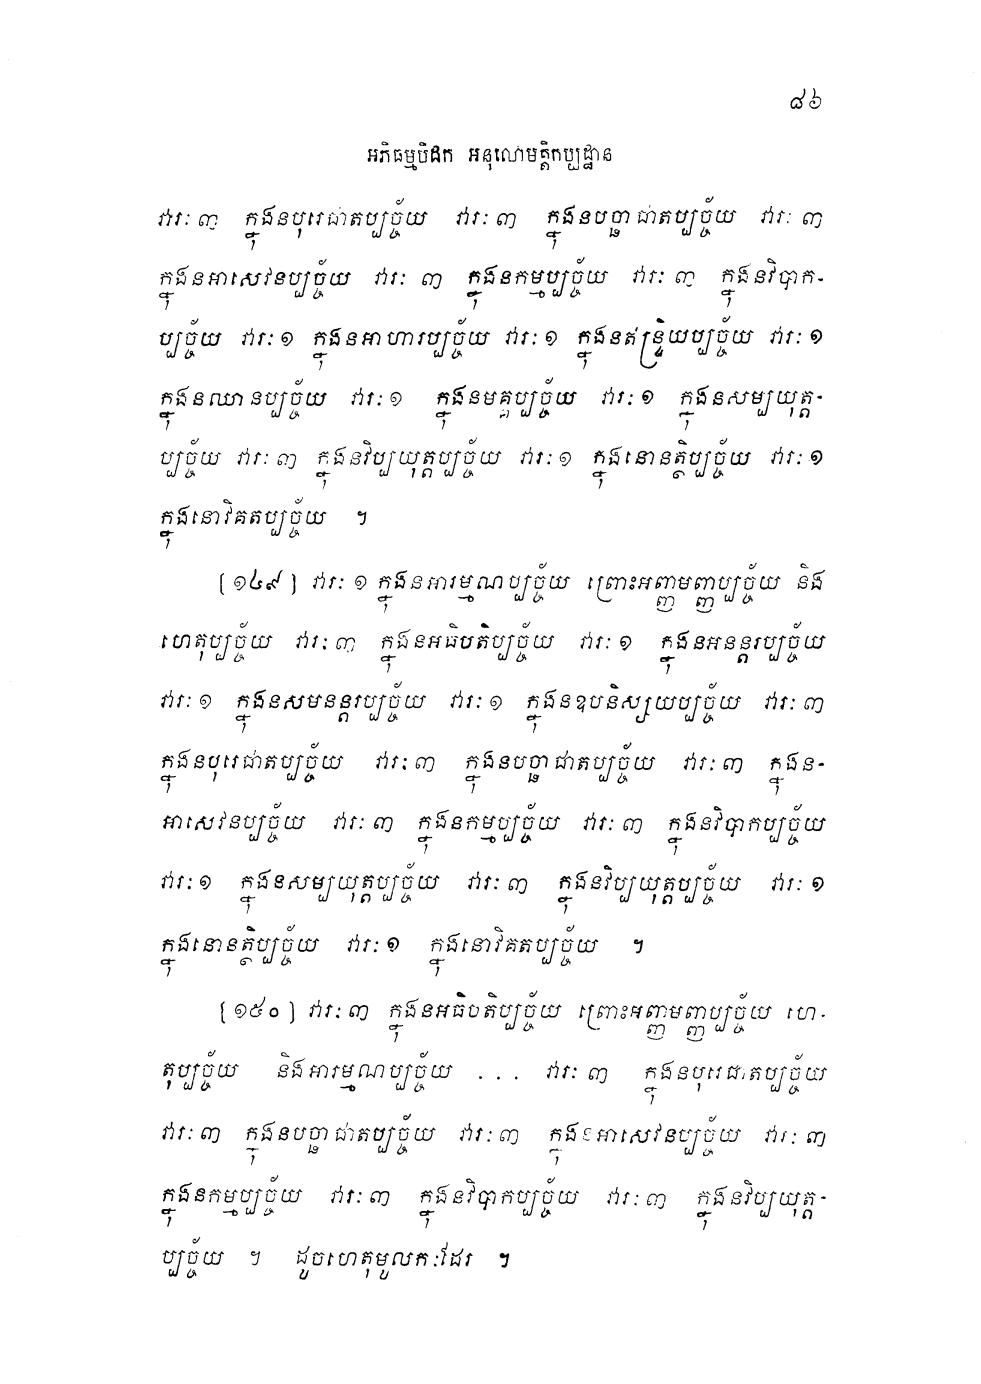 ៨៦
អភិធម្មបិដក អនុលោមត្តិកប្បដ្ឋាន
វារៈ ៣ ក្នុងនបុរេជាតប្បច្ច័យ វារៈ ៣ ក្នុងនបច្ឆាជាតប្បច្ច័យ វារៈ ៣
ក្នុងនអាសេវនប្បច្ច័យ វារៈ ៣ ក្នុងនកម្មប្បច្ច័យ វារៈ ៣ ក្នុងនវិបាក-
ប្បច្ច័យ វារៈ ១ ក្នុងនអាហារប្បច្ច័យ វារៈ ១ ក្នុងនឥន្ទ្រិយប្បច្ច័យ វារៈ ១
ក្នុងនឈានប្បច្ច័យ វារៈ ១ ក្នុងនមគ្គប្បច្ច័យ វារៈ ១ ក្នុងនសម្បយុត្ត-
ប្បច្ច័យ វារៈ ៣ ក្នុងនវិប្បយុត្តប្បច្ច័យ វារៈ ១ ក្នុងនោនត្ថិប្បច្ច័យ វារៈ ១
ក្នុងនោវិគតប្បច្ច័យ ។
[១៤៩] វារៈ ១ ក្នុងនអារម្មណប្បច្ច័យ ព្រោះអញ្ញាមញ្ញប្បច្ច័យ និង
ហេតុប្បច្ច័យ វារៈ ៣ ក្នុងនអធិបតិប្បច្ច័យ វារៈ ១ ក្នុងនអនន្តរប្បច្ច័យ
វារៈ ១ ក្នុងនសមនន្តរប្បច្ច័យ វារៈ ១ ក្នុងនឧបនិស្សយប្បច្ច័យ វារៈ ៣
ក្នុងនបុរេជាតប្បច្ច័យ វារៈ ៣ ក្នុងនបច្ឆាជាតប្បច្ច័យ វារៈ ៣ ក្នុងន-
អាសេវនប្បច្ច័យ វារៈ ៣ ក្នុងនកម្មប្បច្ច័យ វារៈ ៣ ក្នុងនវិបាកប្បច្ច័យ
វារៈ ១ ក្នុងនសម្បយុត្តប្បច្ច័យ វារៈ ៣ ក្នុងនវិប្បយុត្តប្បច្ច័យ វារៈ ១
ក្នុងនោនត្ថិប្បច្ច័យ វារៈ ១ ក្នុងនោវិគតប្បច្ច័យ ។
[១៥០] វារៈ ៣ ក្នុងនអធិបតិប្បច្ច័យ ព្រោះអញ្ញាមញ្ញប្បច្ច័យ ហេ-
តុប្បច្ច័យ និងអារម្មណប្បច្ច័យ ... វារៈ ៣ ក្នុងនបុរេជាតប្បច្ច័យ
វារៈ ៣ ក្នុងនបច្ឆាជាតប្បច្ច័យ វារៈ ៣ ក្នុងនអាសេវនប្បច្ច័យ វារៈ ៣
ក្នុងនកម្មប្បច្ច័យ វារៈ ៣ ក្នុងនវិបាកប្បច្ច័យ វារៈ ៣ ក្នុងនវិប្បយុត្ត-
ប្បច្ច័យ ។ ដូចហេតុមូលកៈដែរ ។